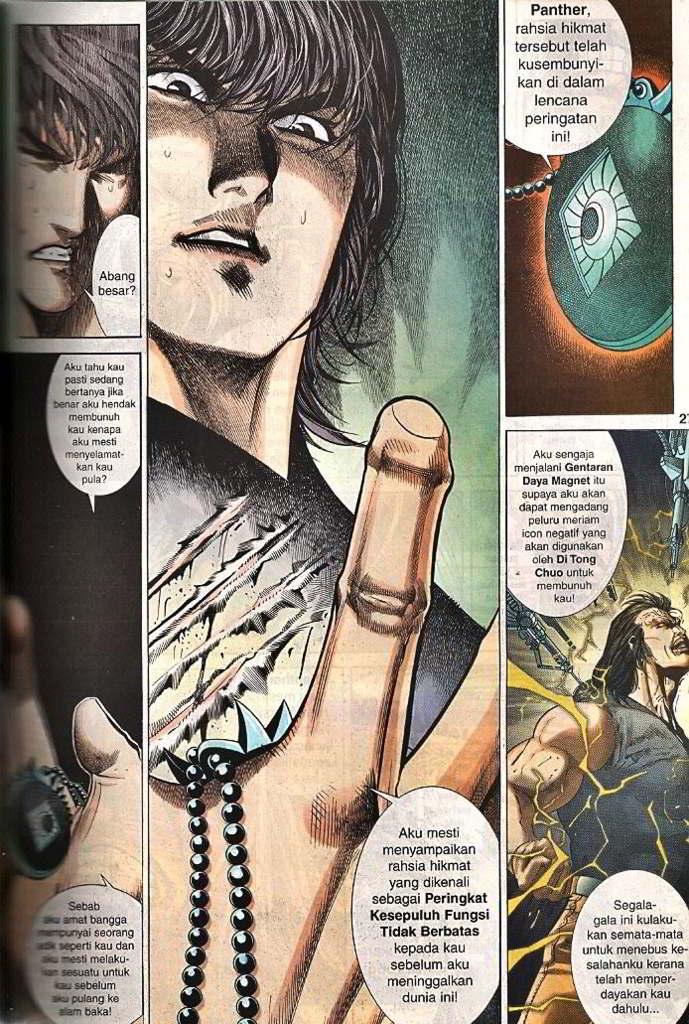 Abang
besar?
Aku tahu kau
pasti sedang
bertanya jika
benar aku hendak
membunuh
kau kenapa
aku mesti
menyelamat-
kan kau
pula?
Sebab
aku amat bangga
mempunyai seorang
adik seperti kau dan
aku mesti melaku-
kan sesuatu untuk
kau sebelum
aku pulang ke
alam baka!
Aku mesti
menyampaikan
rahsia hikmat
yang dikenali
sebagai Peringkat
Kesepuluh Fungsi
Tidak Berbatas
kepada kau
sebelum aku
meninggalkan
dunia ini!
Panther,
rahsia hikmat
tersebut telah
kusembunyi-
kan di dalam
lencana
peringatan
ini!
Aku sengaja
menjalani Gentaran
Daya Magnet itu
supaya aku akan
dapat mengadang
peluru meriam
icon negatif yang
akan digunakan
oleh Di Tong
Chuo untuk
membunuh
kau!
Segala-
gala ini kulaku-
kan semata-mata
untuk menebus ke-
salahanku kerana
telah memper-
dayakan kau
dahulu...